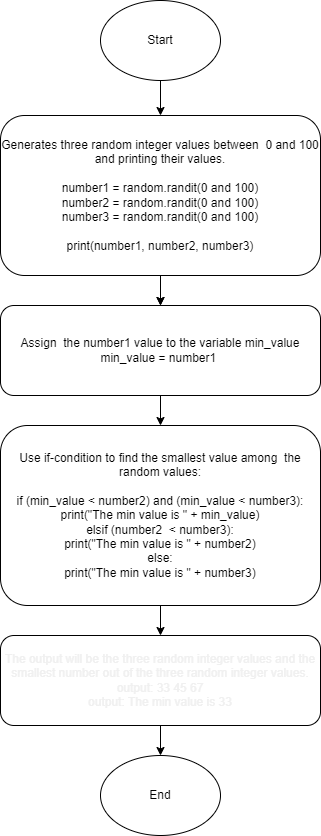 Start
Generates three random integer values between  0 and 100
and printing their values.
number1 = random.randit(0 and 100)
number2 = random.randit(0 and 100)
number3 = random.randit(0 and 100)
print(number1, number2, number3)
Assign  the number1 value to the variable min_value
min_value = number1
Use if-condition to find the smallest value among  the
random values:
if (min_value < number2) and (min_value < number3):
print("The min value is " + min_value)
elsif (number2  < number3):
print("The min value is " + number2)
else:
print("The min value is " + number3)
The output will be the three random integer values and the
smallest number out of the three random integer values.
output: 33 45 67
output: The min value is 33
End